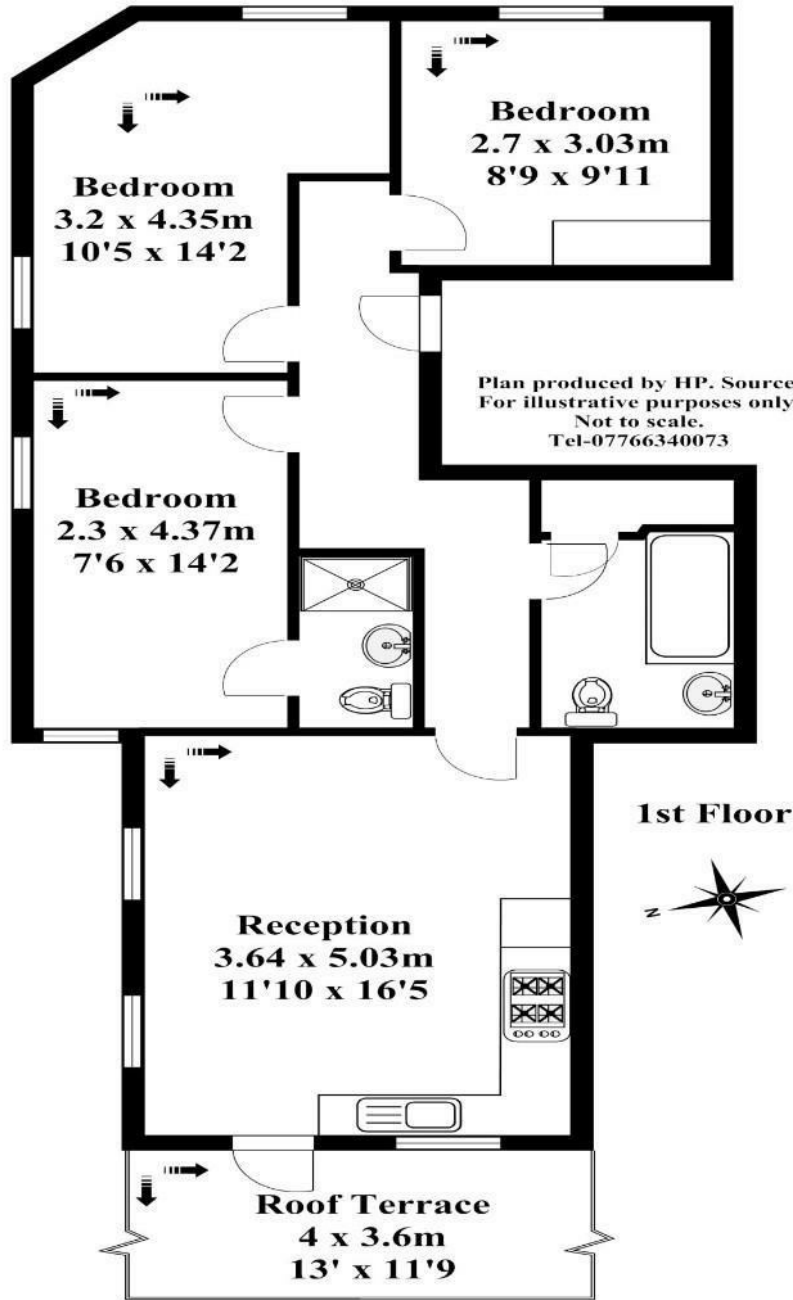 Bedroom
2.7 x 3.03m
8'9 x 9'11
Bedroom
3.2 x 4.35m
10'5 x 14'2
Plan produced by HP. Source
For illustrative purposes only
Not to scale.
Tel-07766340073
Bedroom
2.3 x 4.37m
7'6 x 14'2
1st Floor
N
Reception
3.64 x 5.03m
11'10 x 16'5
Roof Terrace
4 x 3.6m
13' x 11'9